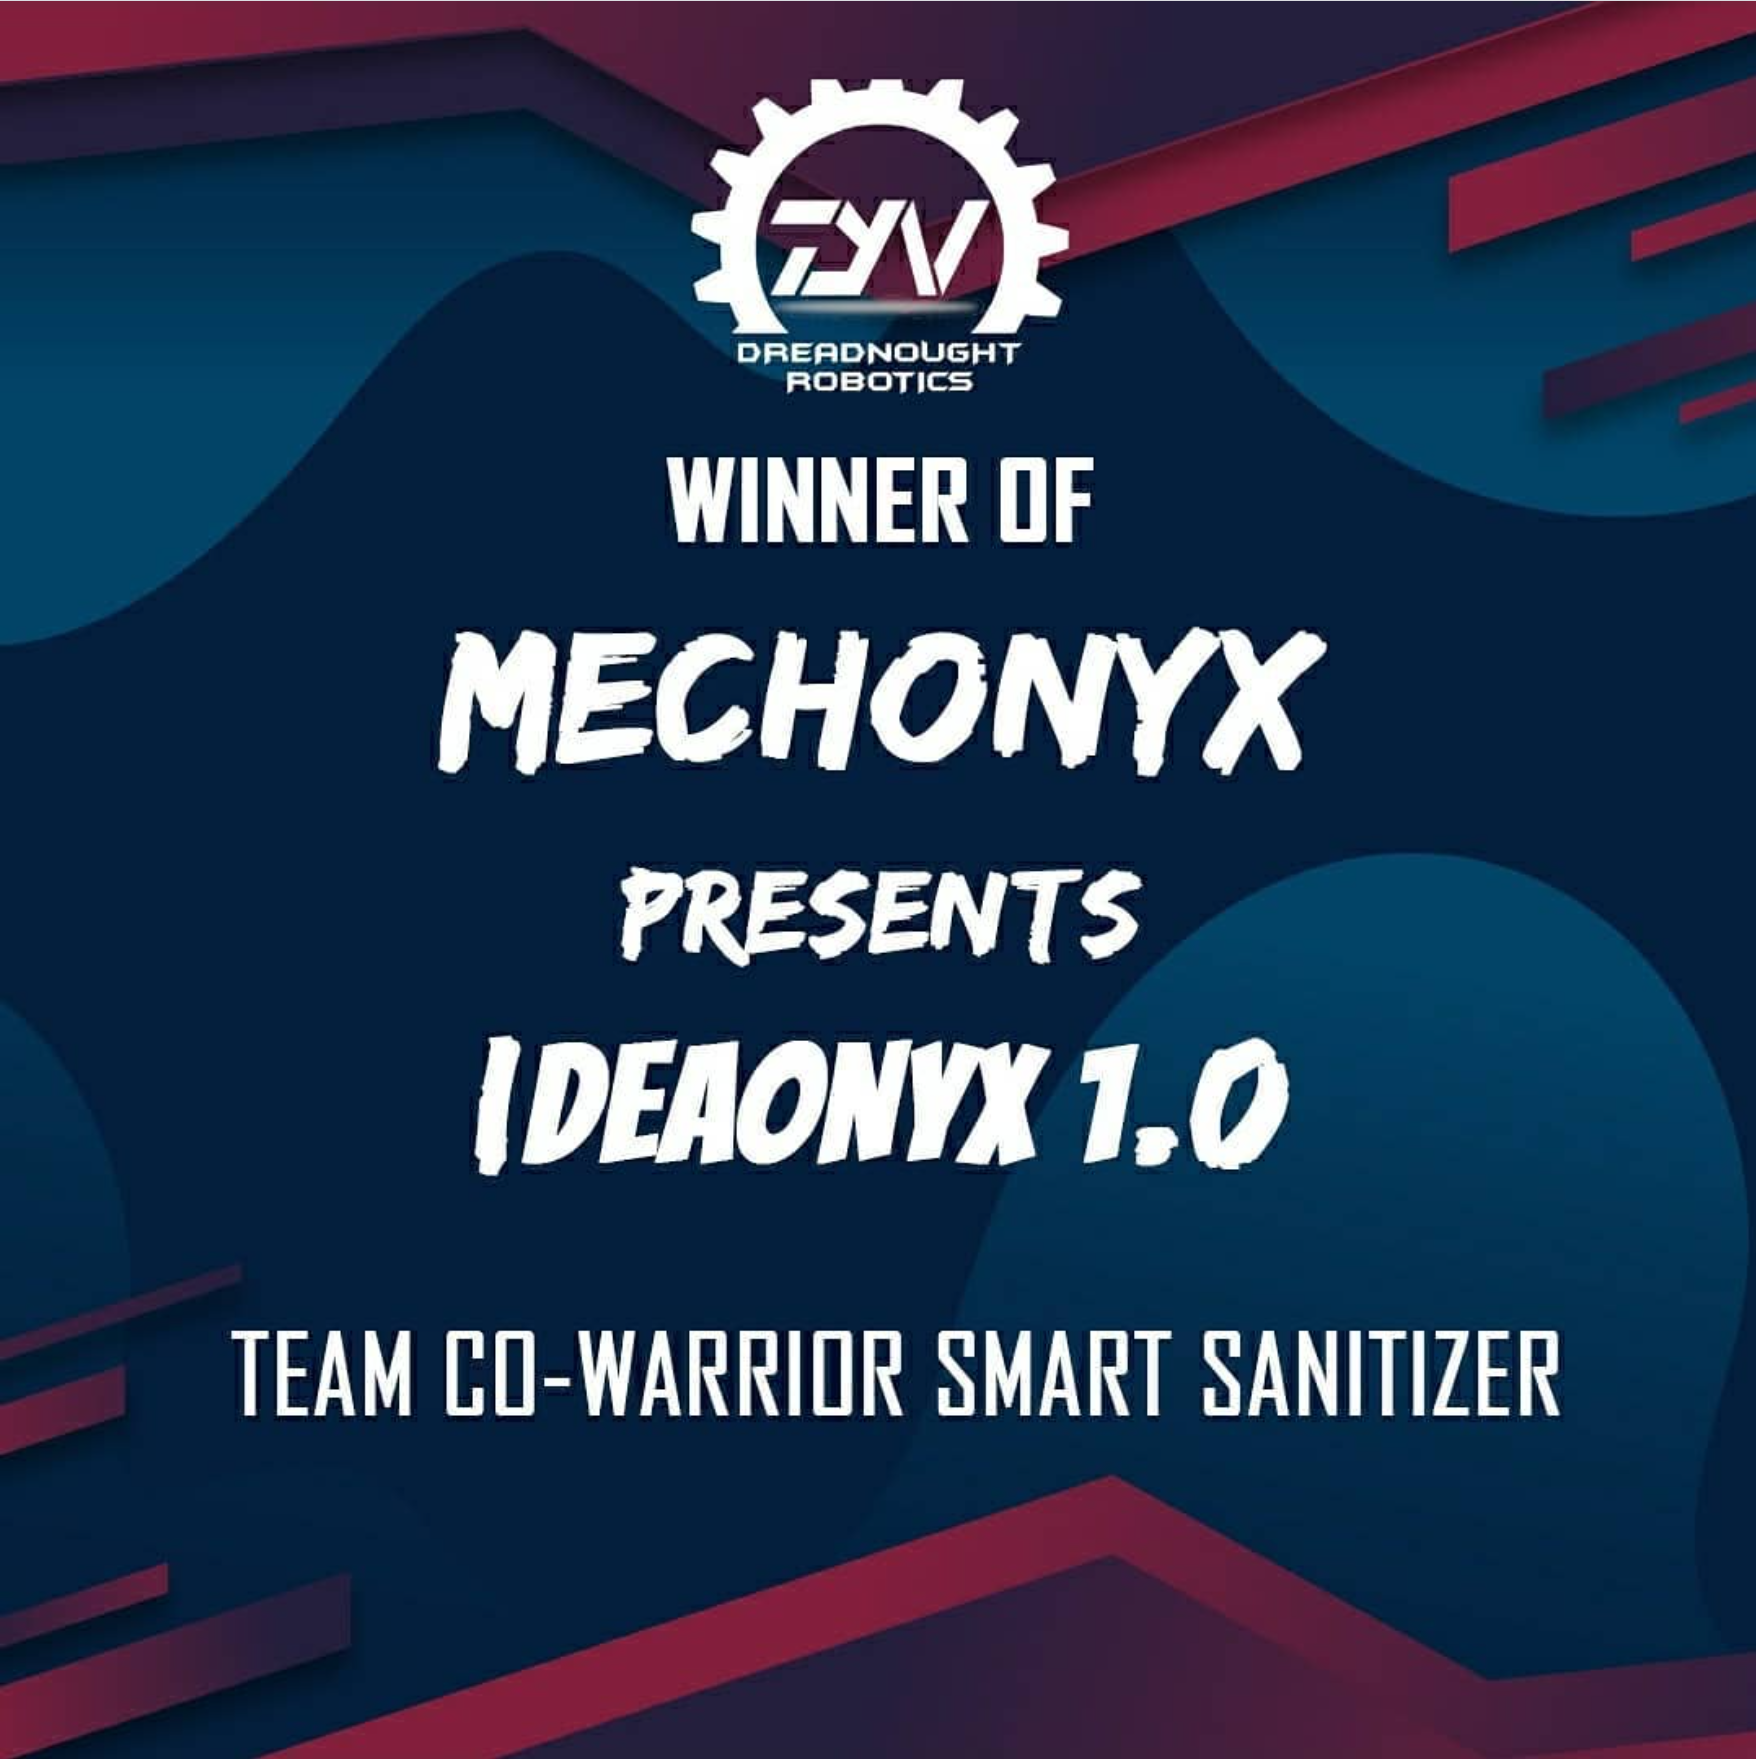 DREADNOUGHT
ROBOTICS
WINNER OF
MECHONYX
PRESENTS
IDEAONYX 1.0
TEAM CO-WARRIOR SMART SANITIZER